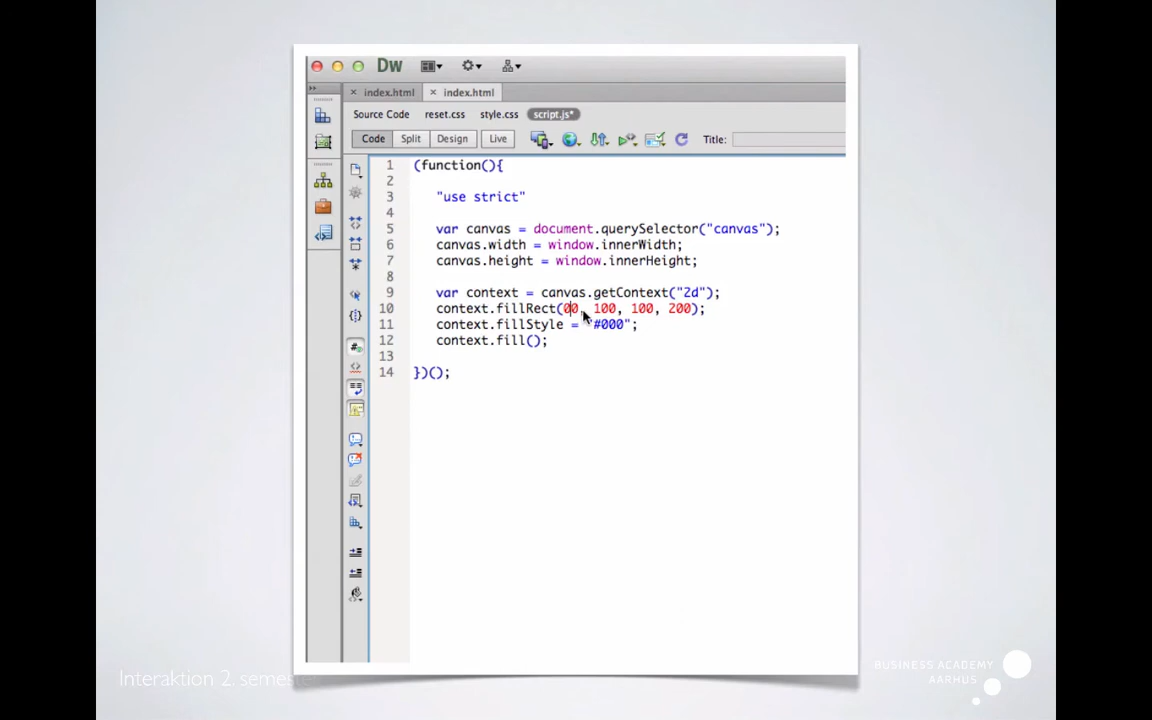 Dw
index.html index.html
Source Code reset.css style.css script.js*
Code Split Design Live Title:
1 (function(){
2
3 "use strict"
4
5 var canvas = document.querySelector("canvas");
6 canvas.width = window.innerWidth;
7 canvas.height = window.innerHeight;
8
9 var context = canvas.getContext("2d");
10 context.fillRect(00, 100, 100, 200);
11 context.fillStyle = "#000";
12 context.fill();
13
14 })();
Interaktion 2. semeste
BUSINESS ACADEMY
AARHUS